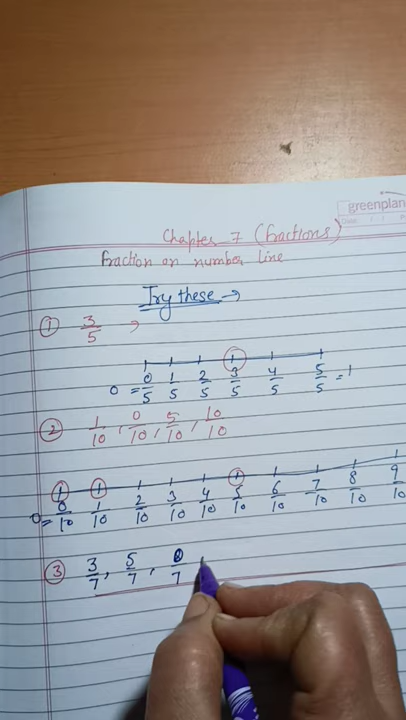 greenplan
Chapter - 7 (fractions)
fraction on number line
Try these →
① 3/5 →
0 = 0/5 1/5 2/5 3/5 4/5 5/5 = 1
② 1/10, 0/10, 5/10, 10/10
0 = 0/10 1/10 2/10 3/10 4/10 5/10 6/10 7/10 8/10 9/10
③ 3/7, 5/7, 0/7